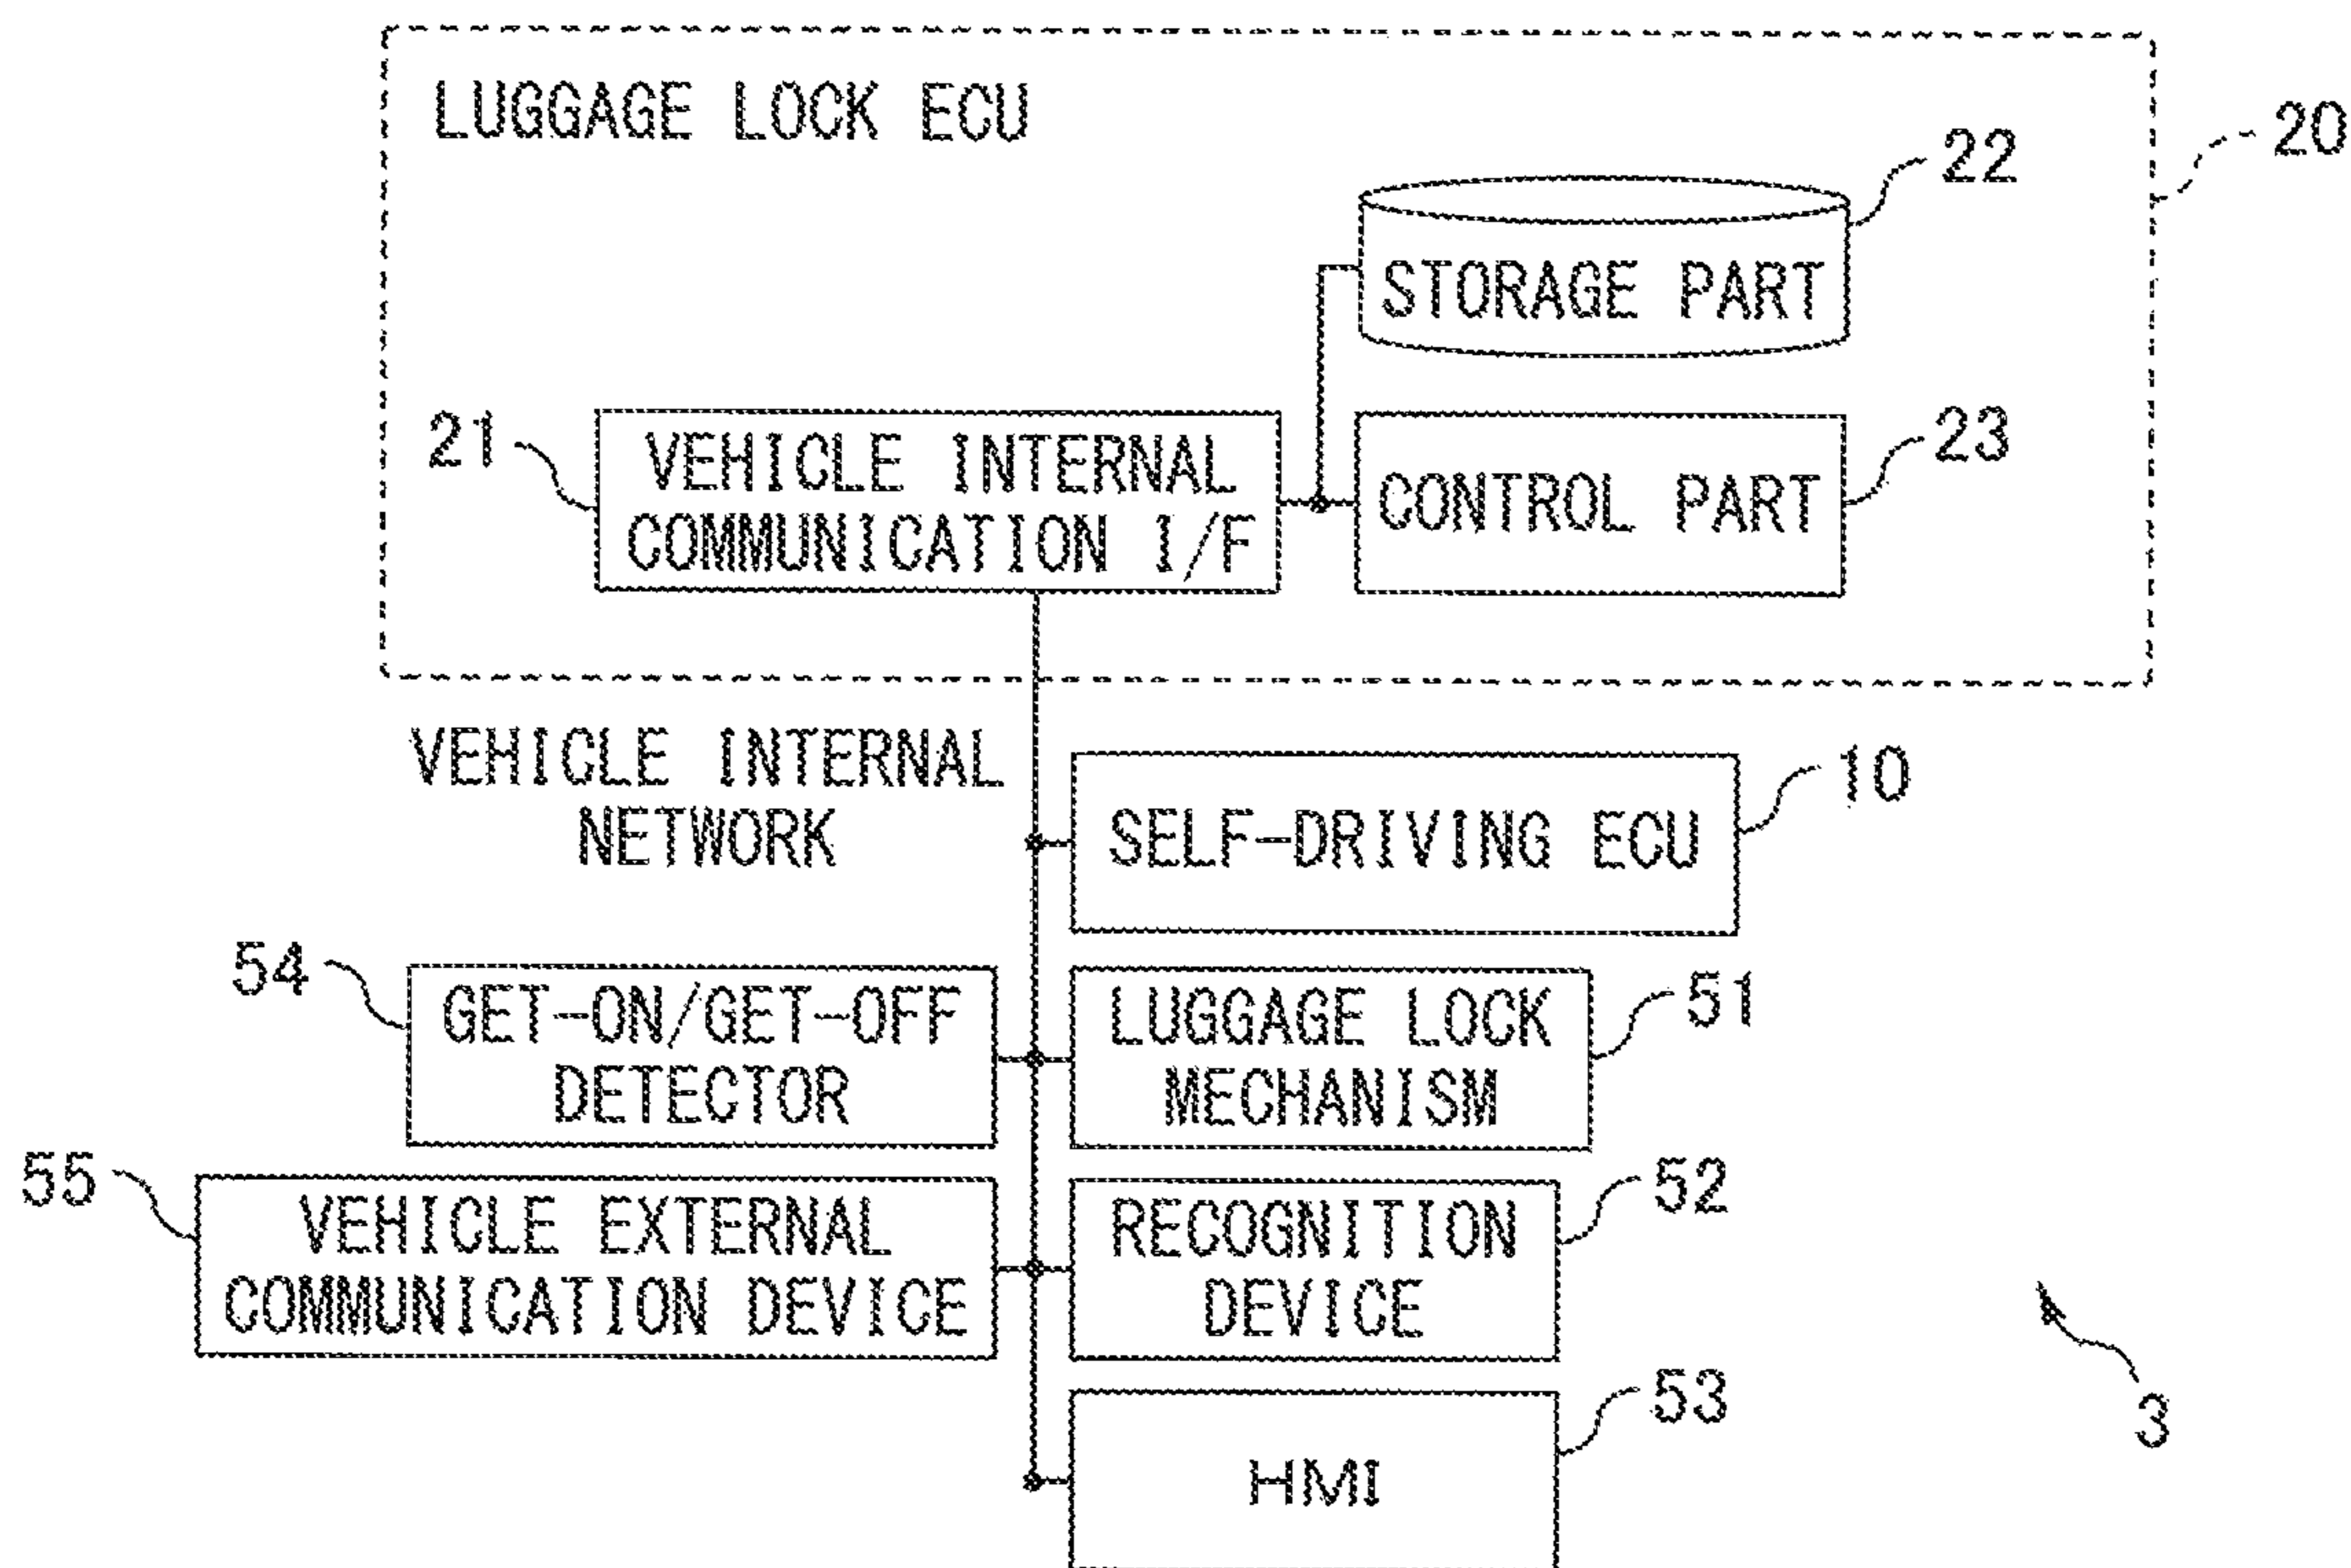 LUGGAGE LOCK ECU
20
22
STORAGE PART
21
VEHICLE INTERNAL
COMMUNICATION I/F
23
CONTROL PART
VEHICLE INTERNAL
NETWORK
10
SELF-DRIVING ECU
54
GET-ON/GET-OFF
DETECTOR
51
LUGGAGE LOCK
MECHANISM
55
VEHICLE EXTERNAL
COMMUNICATION DEVICE
52
RECOGNITION
DEVICE
53
HMI
3